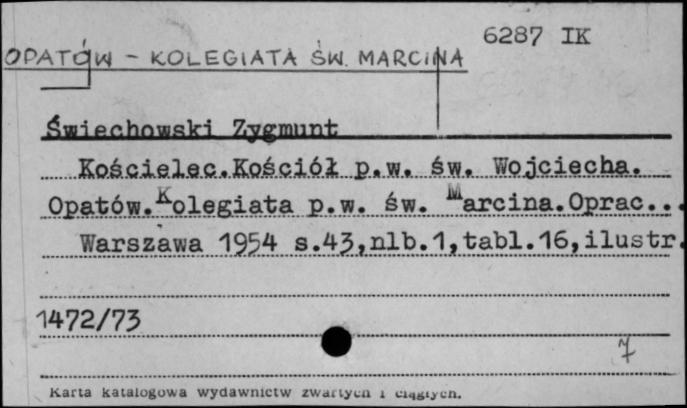 6287 IK
OPATÓW – KOLEGIATA ŚW. MARCINA
Świechowski Zygmunt
Kościelec.Kościół p.w. św. Wojciecha.
Opatów.Kolegiata p.w. św. Marcina.Oprac...
Warszawa 1954 s.43,nlb.1,tabl.16,ilustr.
1472/73
7
Karta katalogowa wydawnictw zwartych i ciągłych.